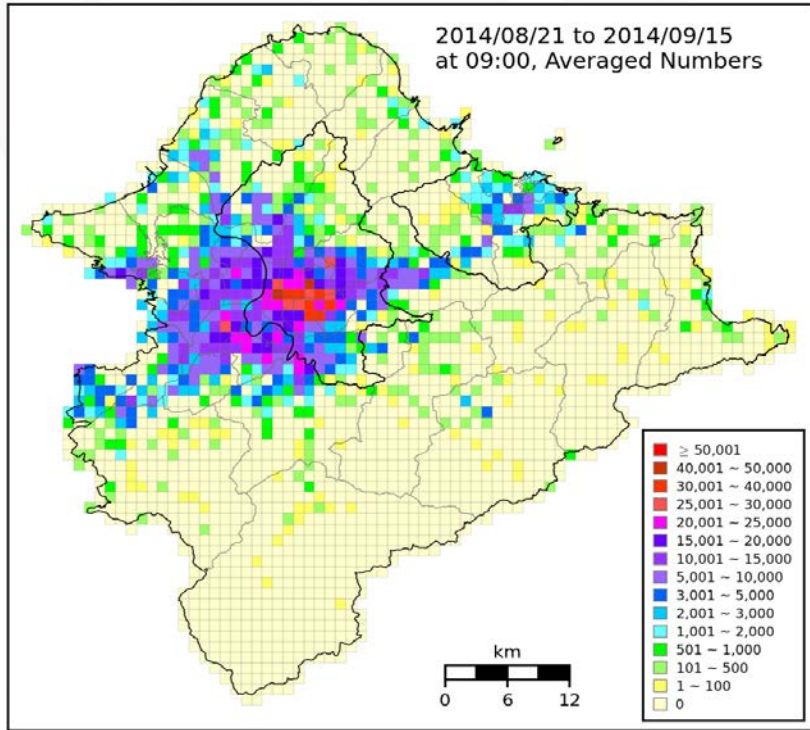 2014/08/21 to 2014/09/15
at 09:00, Averaged Numbers
≥ 50,001
40,001 ~ 50,000
30,001 ~ 40,000
25,001 ~ 30,000
20,001 ~ 25,000
15,001 ~ 20,000
10,001 ~ 15,000
5,001 ~ 10,000
3,001 ~ 5,000
2,001 ~ 3,000
1,001 ~ 2,000
501 ~ 1,000
101 ~ 500
1 ~ 100
0
km
0 6 12